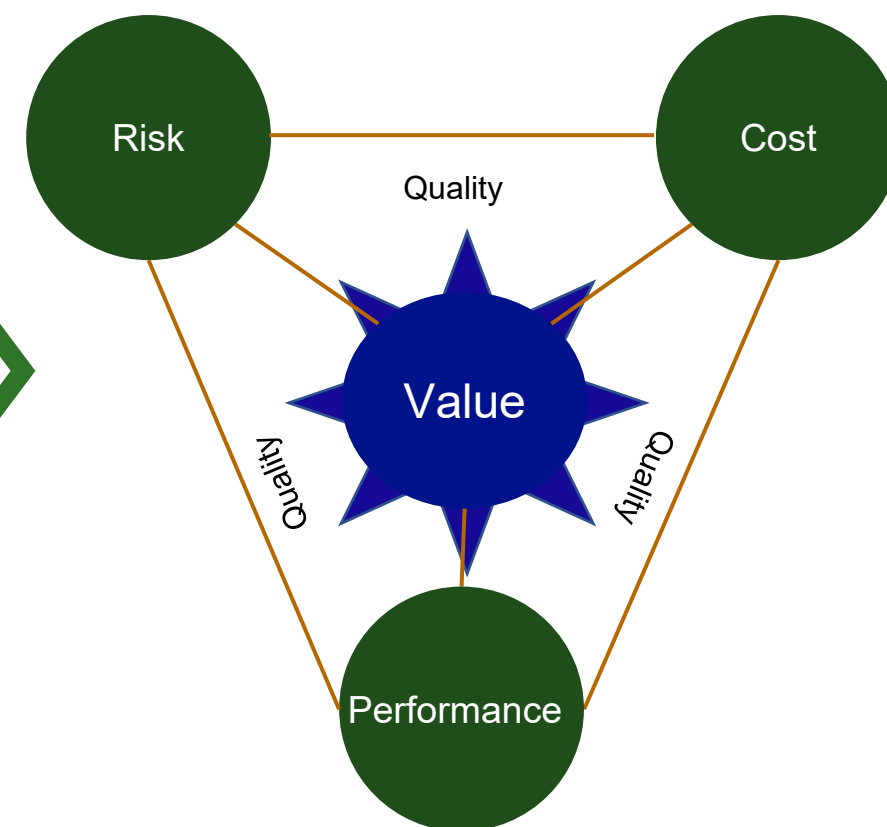 Risk
Cost
Quality
Value
Quality
Quality
Performance